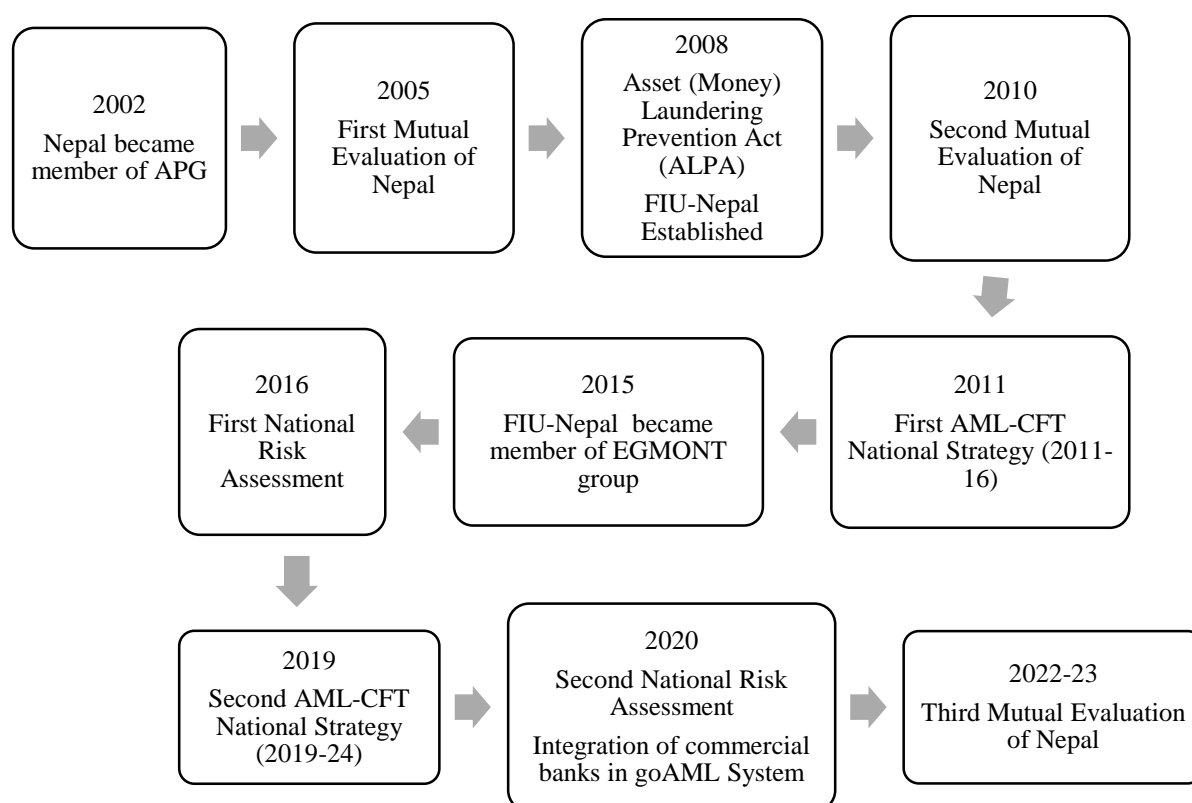 2002
Nepal became
member of APG
2005
First Mutual
Evaluation of
Nepal
2008
Asset (Money)
Laundering
Prevention Act
(ALPA)
FIU-Nepal
Established
2010
Second Mutual
Evaluation of
Nepal
2011
First AML-CFT
National Strategy (2011-
16)
2015
FIU-Nepal became
member of EGMONT
group
2016
First National
Risk
Assessment
2019
Second AML-CFT
National Strategy
(2019-24)
2020
Second National Risk
Assessment
Integration of commercial
banks in goAML System
2022-23
Third Mutual Evaluation
of Nepal